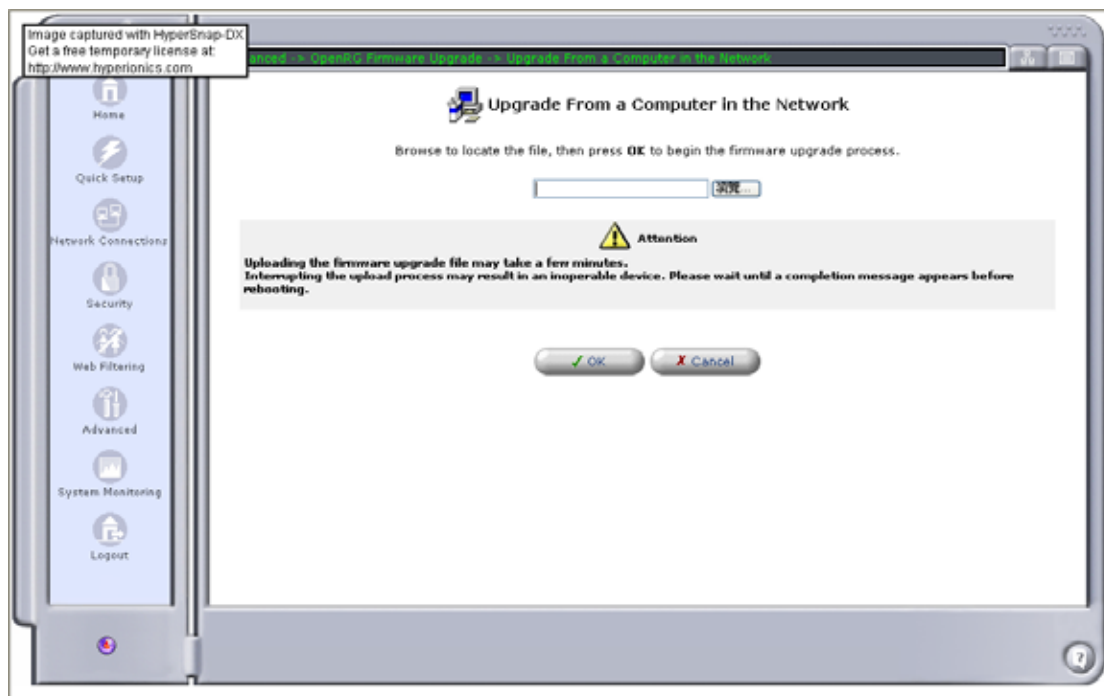 Image captured with HyperSnap-DX
Get a free temporary license at:
http://www.hyperionics.com
anced -> OpenRG Firmware Upgrade -> Upgrade From a Computer in the Network
Home
Quick Setup
Network Connections
Security
Web Filtering
Advanced
System Monitoring
Logout
Upgrade From a Computer in the Network
Browse to locate the file, then press OK to begin the firmware upgrade process.
瀏覽...
Attention
Uploading the firmware upgrade file may take a few minutes.
Interrupting the upload process may result in an inoperable device. Please wait until a completion message appears before
rebooting.
OK
Cancel
?